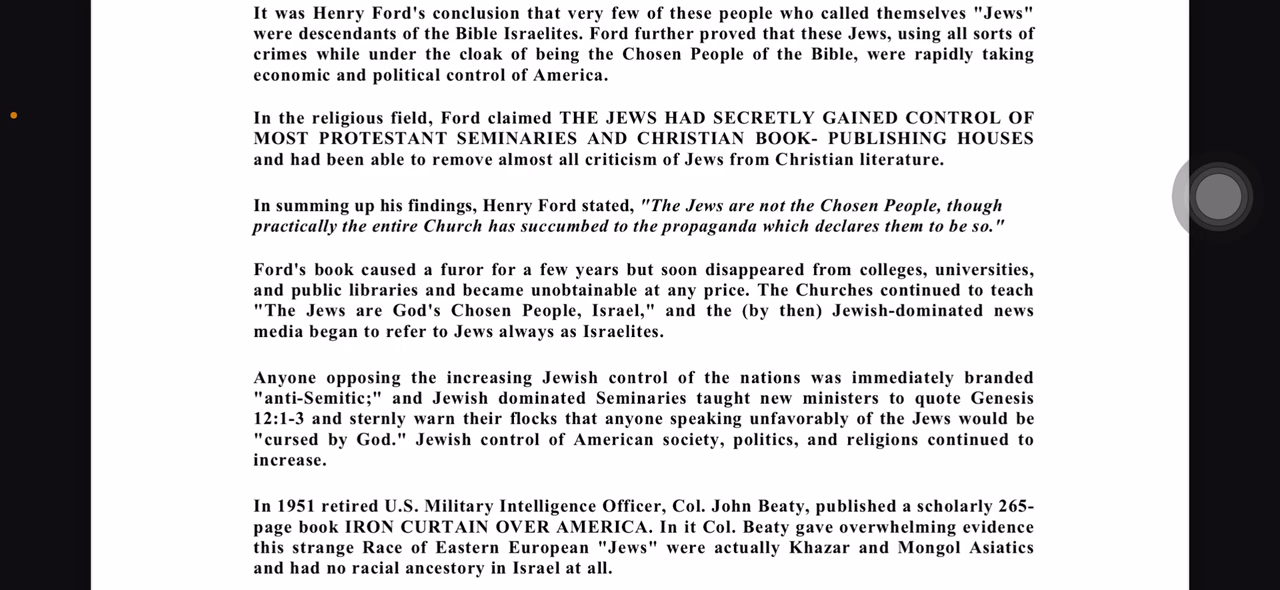 It was Henry Ford's conclusion that very few of these people who called themselves "Jews"
were descendants of the Bible Israelites. Ford further proved that these Jews, using all sorts of
crimes while under the cloak of being the Chosen People of the Bible, were rapidly taking
economic and political control of America.
In the religious field, Ford claimed THE JEWS HAD SECRETLY GAINED CONTROL OF
MOST PROTESTANT SEMINARIES AND CHRISTIAN BOOK- PUBLISHING HOUSES
and had been able to remove almost all criticism of Jews from Christian literature.
In summing up his findings, Henry Ford stated, "The Jews are not the Chosen People, though
practically the entire Church has succumbed to the propaganda which declares them to be so."
Ford's book caused a furor for a few years but soon disappeared from colleges, universities,
and public libraries and became unobtainable at any price. The Churches continued to teach
"The Jews are God's Chosen People, Israel," and the (by then) Jewish-dominated news
media began to refer to Jews always as Israelites.
Anyone opposing the increasing Jewish control of the nations was immediately branded
"anti-Semitic;" and Jewish dominated Seminaries taught new ministers to quote Genesis
12:1-3 and sternly warn their flocks that anyone speaking unfavorably of the Jews would be
"cursed by God." Jewish control of American society, politics, and religions continued to
increase.
In 1951 retired U.S. Military Intelligence Officer, Col. John Beaty, published a scholarly 265-
page book IRON CURTAIN OVER AMERICA. In it Col. Beaty gave overwhelming evidence
this strange Race of Eastern European "Jews" were actually Khazar and Mongol Asiatics
and had no racial ancestory in Israel at all.